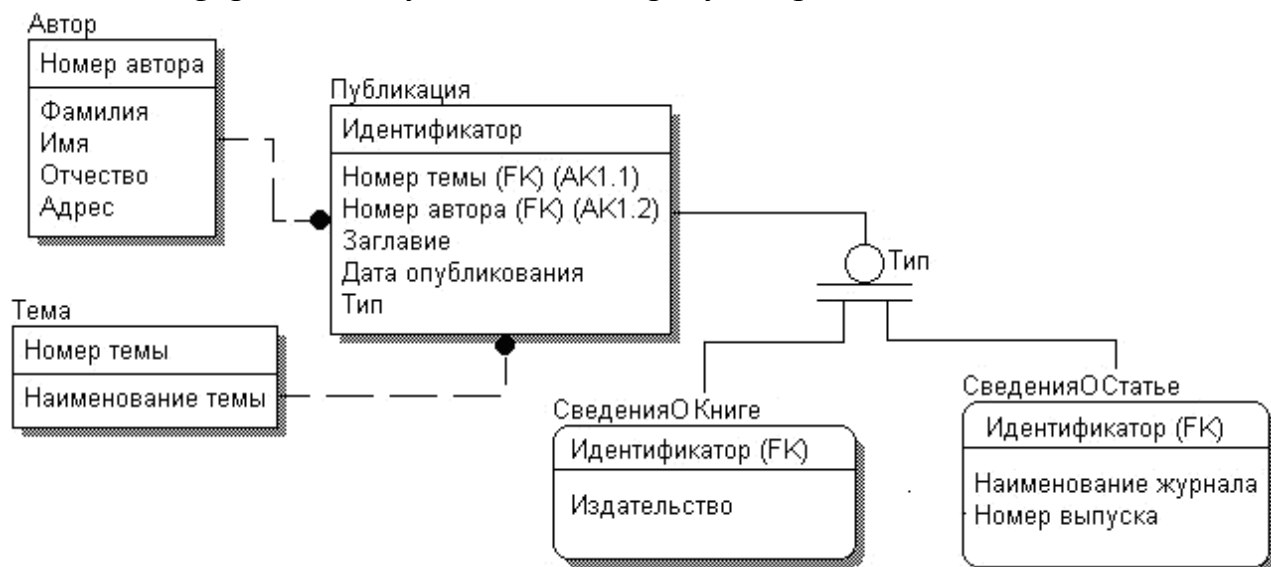 Автор
Номер автора
Фамилия
Имя
Отчество
Адрес
Публикация
Идентификатор
Номер темы (FK) (AK1.1)
Номер автора (FK) (AK1.2)
Заглавие
Дата опубликования
Тип
Тип
Тема
Номер темы
Наименование темы
СведенияОКниге
Идентификатор (FK)
Издательство
СведенияОСтатье
Идентификатор (FK)
Наименование журнала
Номер выпуска